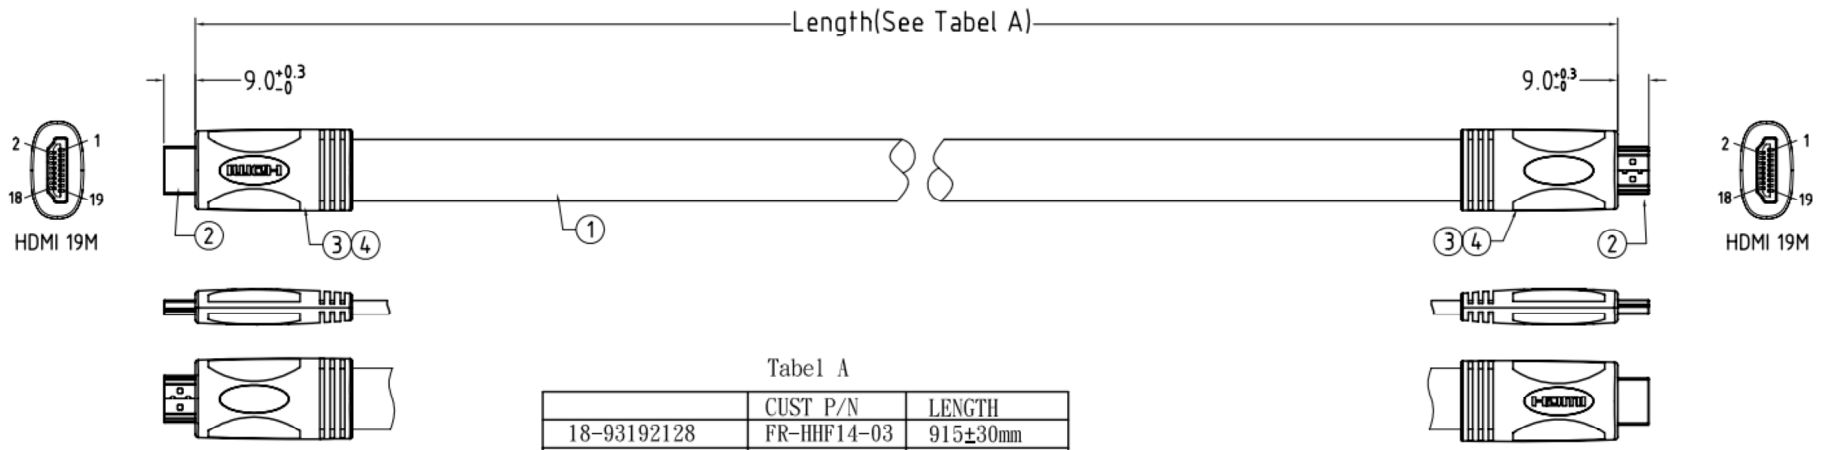 Length(See Tabel A)
9.0+0.3 -0
9.0+0.3 -0
2 1
18 19
HDMI 19M
HDMI
2
3 4
1
3 4
2
2 1
18 19
HDMI 19M
Tabel A
CUST P/N LENGTH
18-93192128 FR-HHF14-03 915±30mm
HDMI